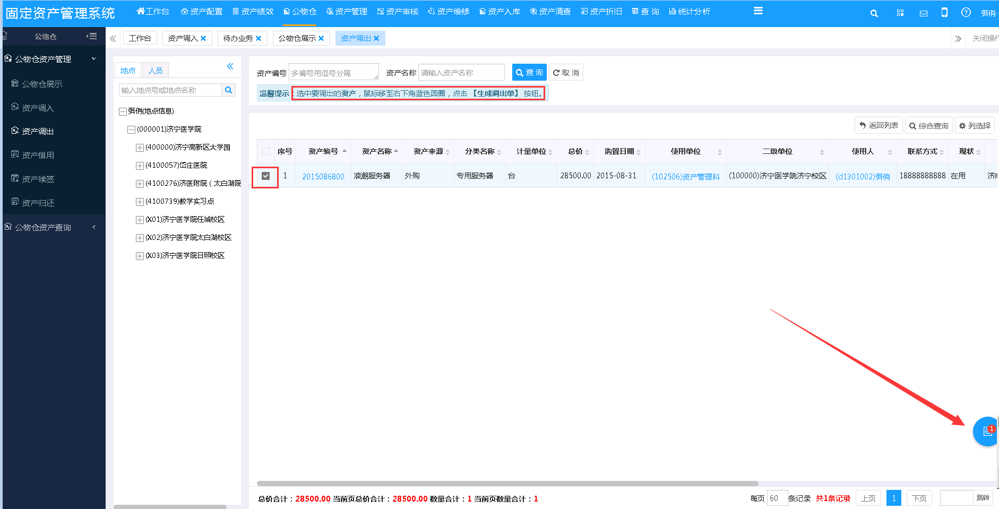 固定资产管理系统
工作台 资产配置 资产绩效 公物仓 资产管理 资产审核 资产维修 资产入库 资产清查 资产折旧 查 询 统计分析
弭俏
公物仓
工作台 资产调入 待办业务 公物仓展示 资产调出
关闭操作
公物仓资产管理
公物仓展示
资产调入
资产调出
资产借用
资产续签
资产归还
公物仓资产查询
地点 人员
输入地点号或地点名称
弭俏(地点信息)
(000001)济宁医学院
(400000)济宁高新区大学园
(4100057)岱庄医院
(4100276)济医附院（太白湖院
(4100739)教学实习点
(X01)济宁医学院任城校区
(X02)济宁医学院太白湖校区
(X03)济宁医学院日照校区
资产编号 多编号用逗号分隔 资产名称 请输入资产名称 查 询 取 消
温馨提示：选中要调出的资产，鼠标移至右下角蓝色圆圈，点击 【生成调出单】 按钮。
返回列表 综合查询 列选择
序号 资产编号 资产名称 资产来源 分类名称 计量单位 总价 购置日期 使用单位 二级单位 使用人 联系方式 现状
1 2015086800 浪潮服务器 外购 专用服务器 台 28500.00 2015-08-31 (102506)资产管理科 (100000)济宁医学院济宁校区 (d1301002)弭俏 18888888888 在用 济南
1
总价合计：28500.00 当前页总价合计：28500.00 数量合计：1 当前页数量合计：1
每页 60 条记录 共1条记录 上页 1 下页 跳转